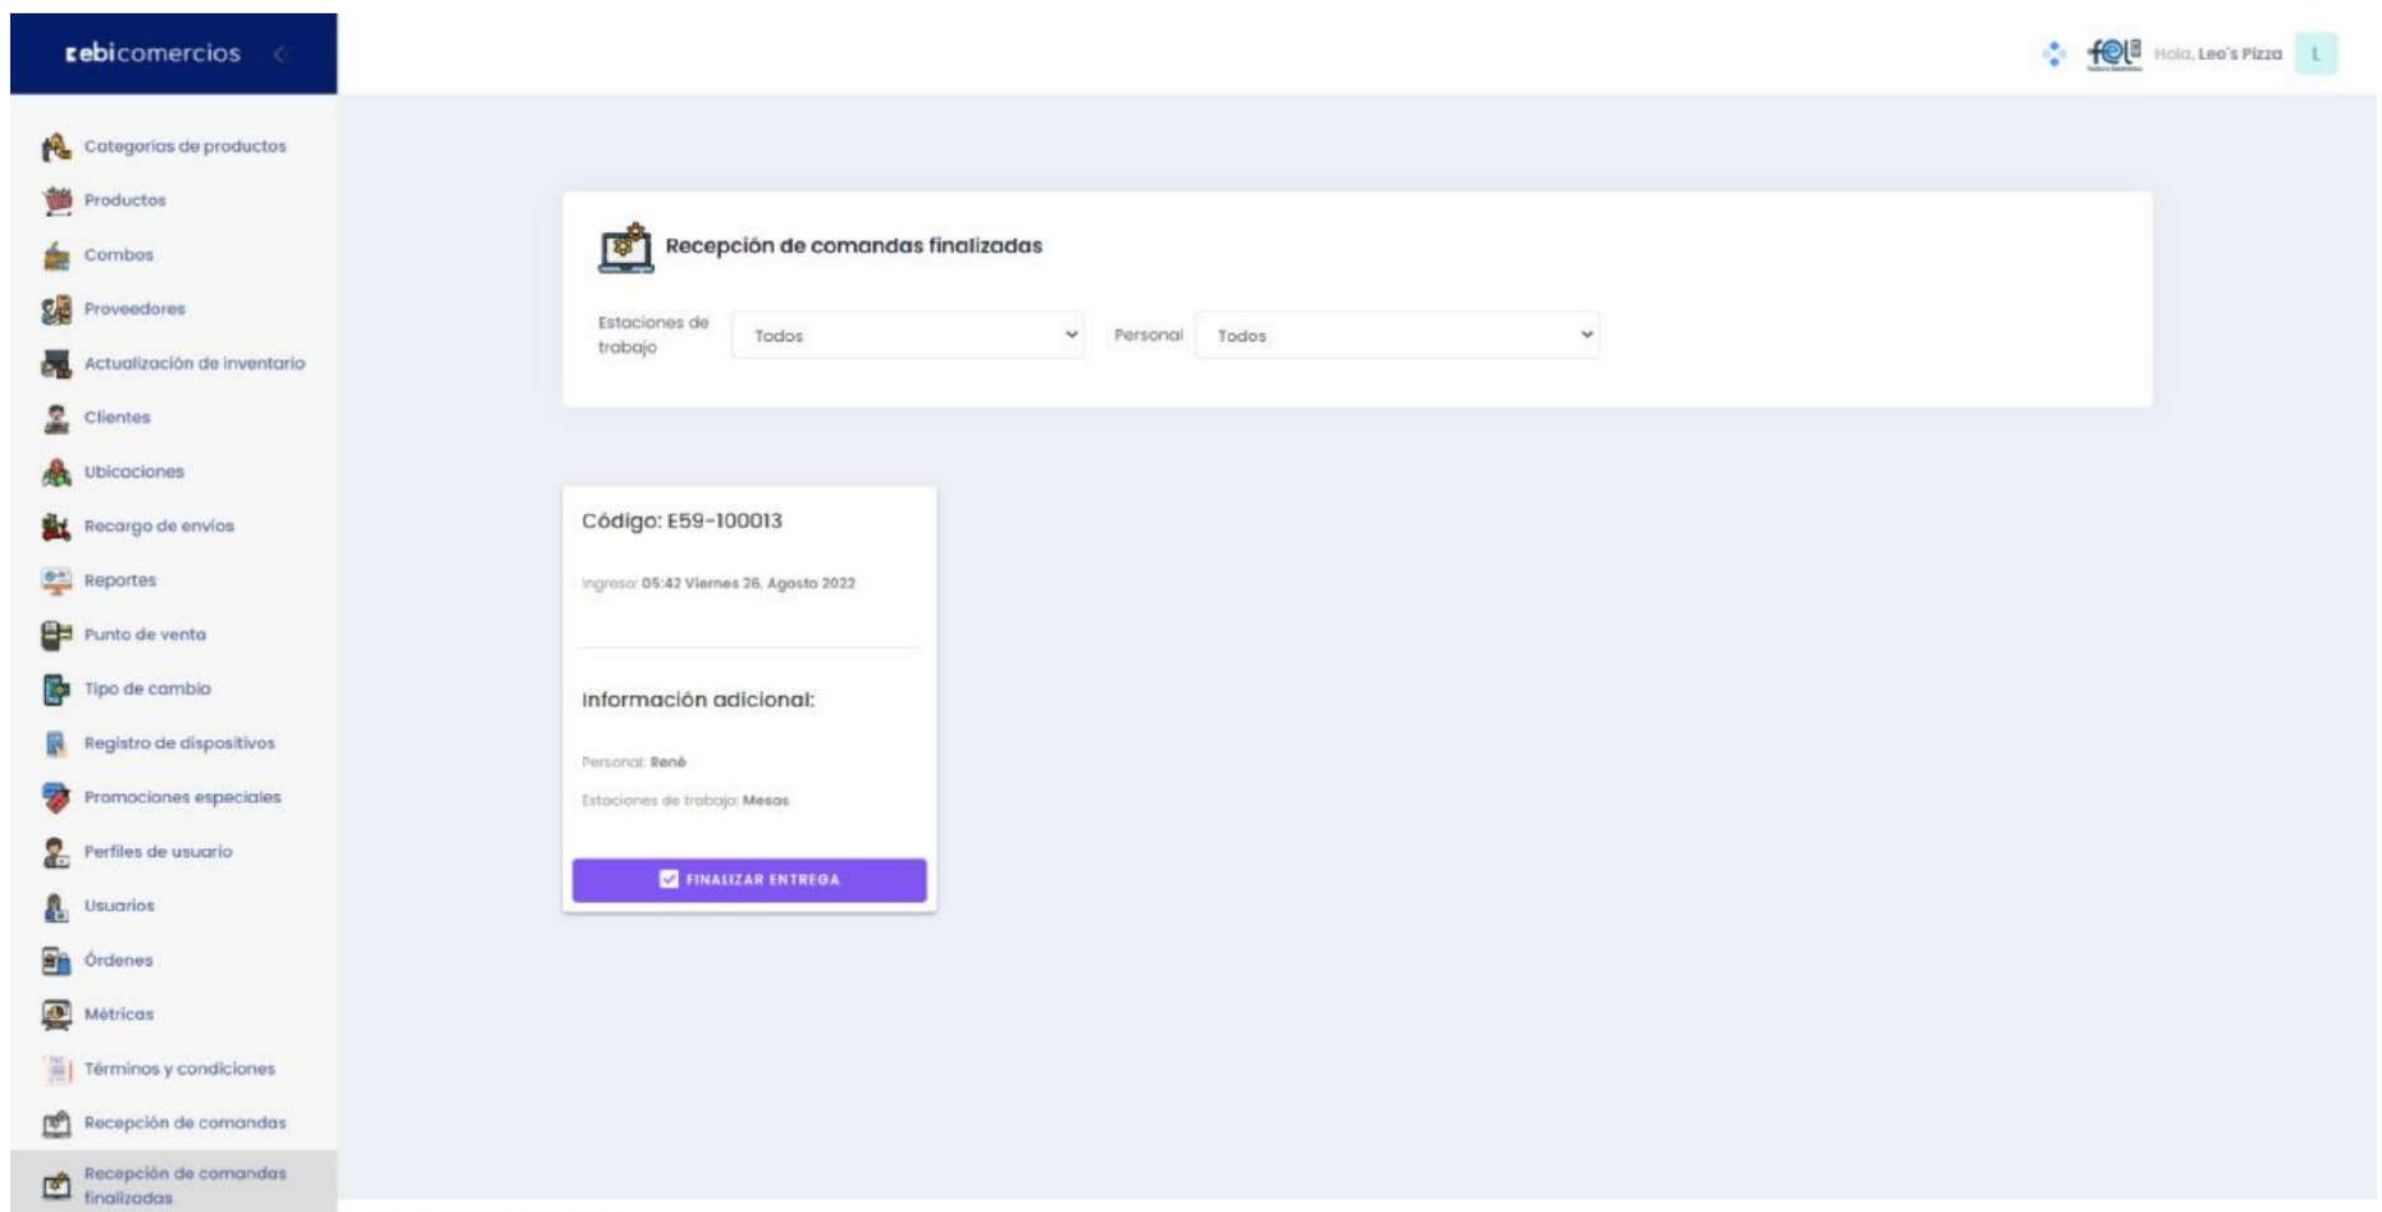 ebicomercios
Hola, Leo's Pizza
L
Categorías de productos
Productos
Combos
Proveedores
Actualización de inventario
Clientes
Ubicaciones
Recargo de envíos
Reportes
Punto de venta
Tipo de cambio
Registro de dispositivos
Promociones especiales
Perfiles de usuario
Usuarios
Órdenes
Métricas
Términos y condiciones
Recepción de comandas
Recepción de comandas
finalizadas
Recepción de comandas finalizadas
Estaciones de
trabajo
Todos
Personal
Todos
Código: E59-100013
Ingreso: 05:42 Viernes 26, Agosto 2022
Información adicional:
Personal: René
Estaciones de trabajo: Mesas
FINALIZAR ENTREGA